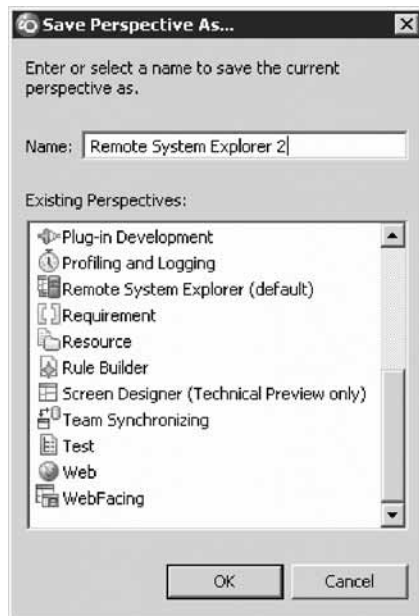 Save Perspective As...
Enter or select a name to save the current
perspective as.
Name: Remote System Explorer 2
Existing Perspectives:
Plug-in Development
Profiling and Logging
Remote System Explorer (default)
Requirement
Resource
Rule Builder
Screen Designer (Technical Preview only)
Team Synchronizing
Test
Web
WebFacing
OK Cancel